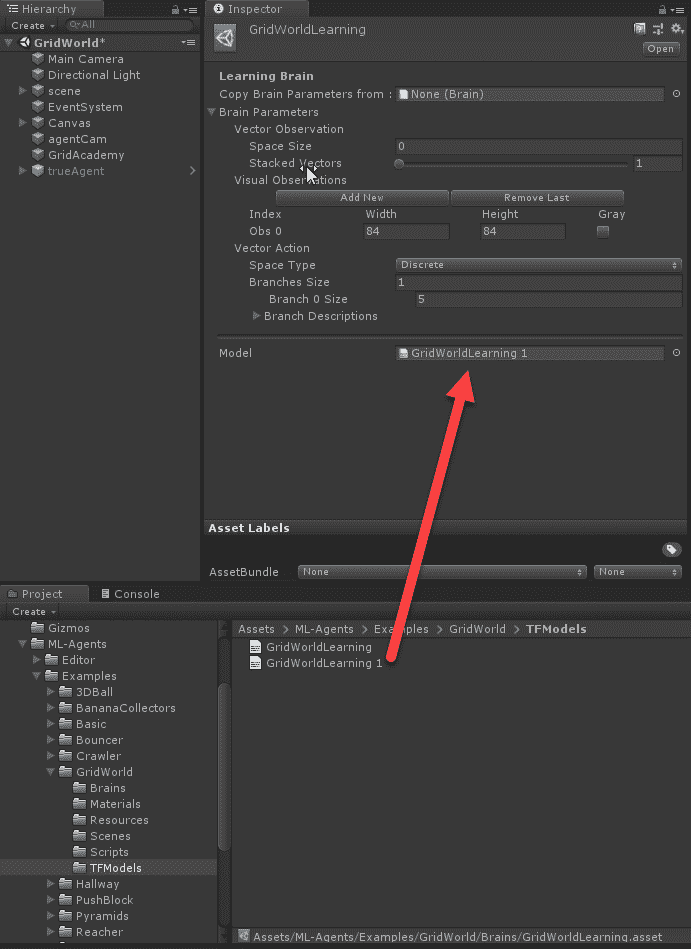 Hierarchy
Create
All
GridWorld*
Main Camera
Directional Light
scene
EventSystem
Canvas
agentCam
GridAcademy
trueAgent
Inspector
GridWorldLearning
Open
Learning Brain
Copy Brain Parameters from : None (Brain)
Brain Parameters
Vector Observation
Space Size 0
Stacked Vectors 1
Visual Observations
Add New Remove Last
Index Width Height Gray
Obs 0 84 84
Vector Action
Space Type Discrete
Branches Size 1
Branch 0 Size 5
Branch Descriptions
Model GridWorldLearning 1
Asset Labels
AssetBundle None None
Project Console
Create
Gizmos
ML-Agents
Editor
Examples
3DBall
BananaCollectors
Basic
Bouncer
Crawler
GridWorld
Brains
Materials
Resources
Scenes
Scripts
TFModels
Hallway
PushBlock
Pyramids
Reacher
Assets > ML-Agents > Examples > GridWorld > TFModels
GridWorldLearning
GridWorldLearning 1
Assets/ML-Agents/Examples/GridWorld/Brains/GridWorldLearning.asset